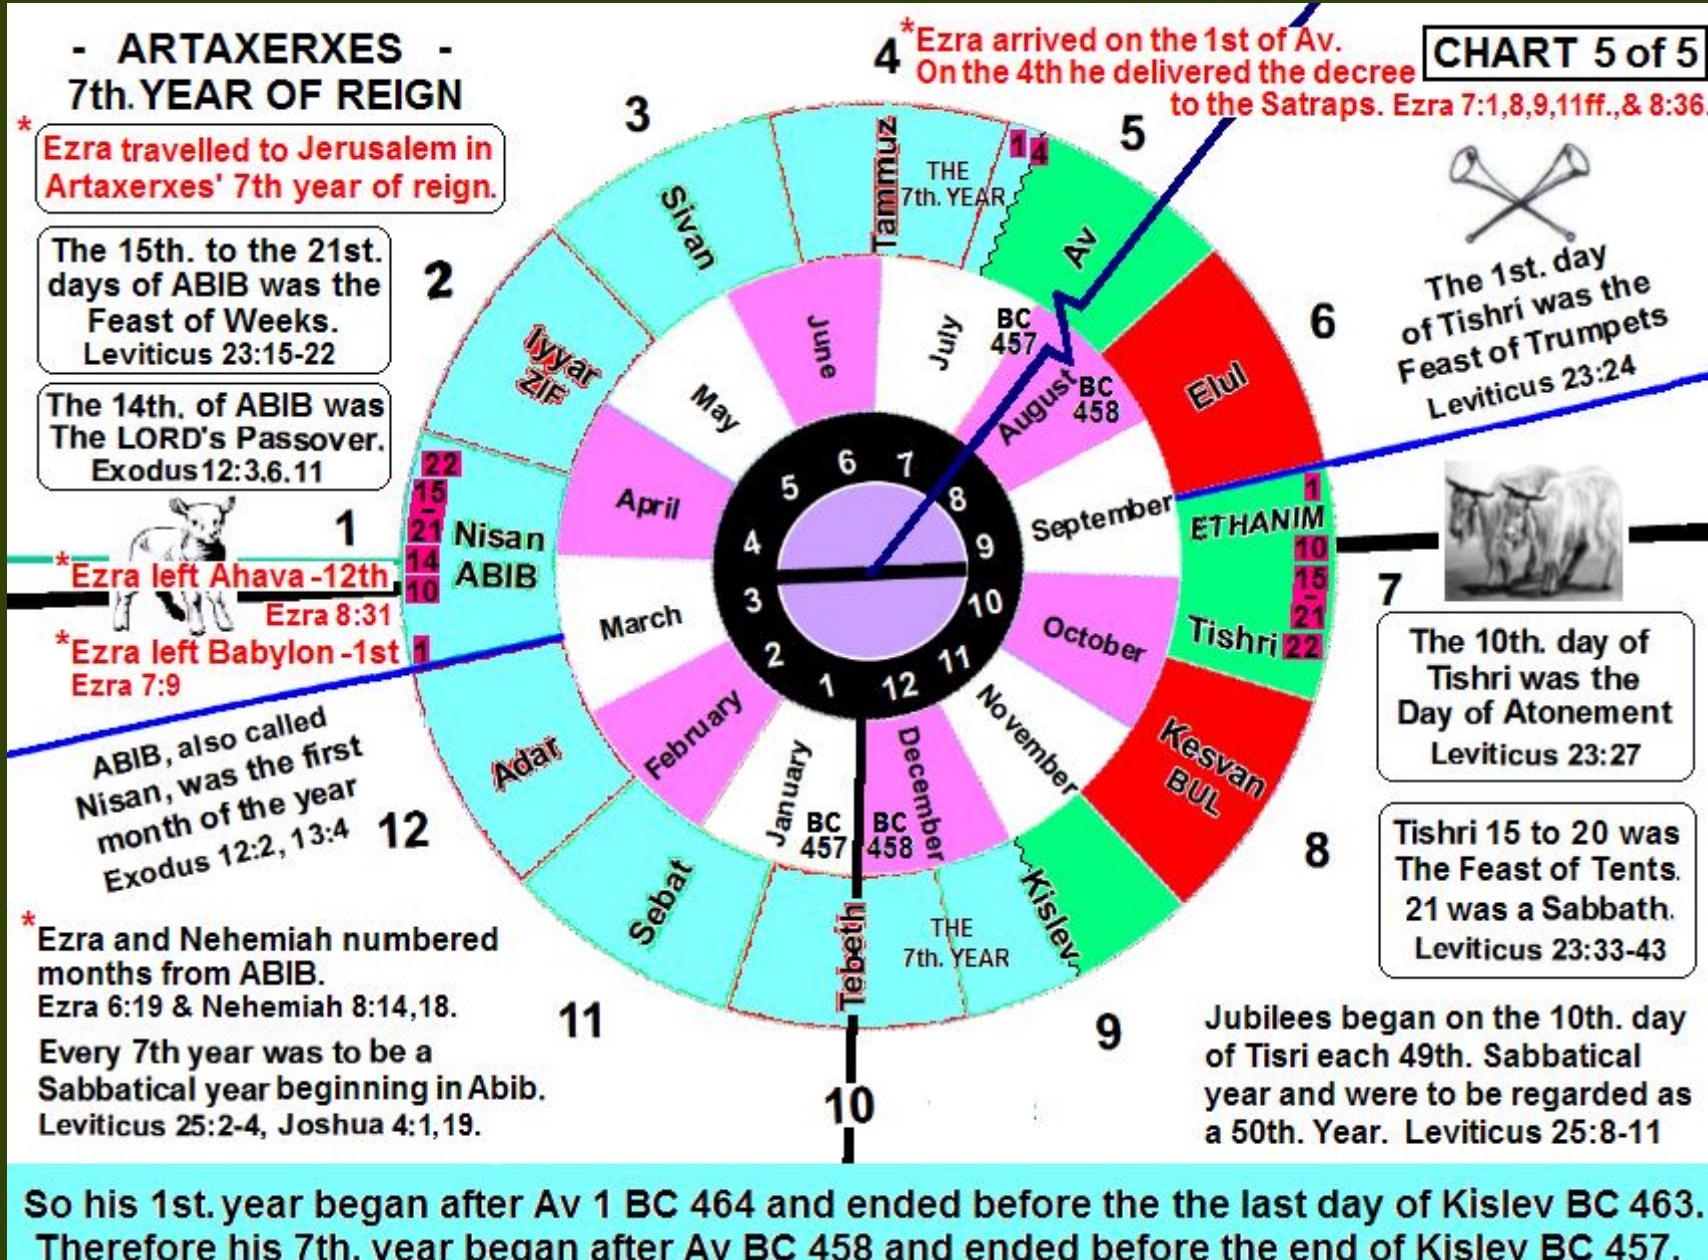 - ARTAXERXES -
7th. YEAR OF REIGN
*
Ezra travelled to Jerusalem in
Artaxerxes' 7th year of reign.
The 15th. to the 21st.
days of ABIB was the
Feast of Weeks.
Leviticus 23:15-22
The 14th. of ABIB was
The LORD's Passover.
Exodus 12:3.6.11
*Ezra left Ahava -12th
Ezra 8:31
*Ezra left Babylon -1st
Ezra 7:9
ABIB, also called
Nisan, was the first
month of the year
Exodus 12:2, 13:4
*
Ezra and Nehemiah numbered
months from ABIB.
Ezra 6:19 & Nehemiah 8:14,18.
Every 7th year was to be a
Sabbatical year beginning in Abib.
Leviticus 25:2-4, Joshua 4:1,19.
*Ezra arrived on the 1st of Av.
On the 4th he delivered the decree
to the Satraps. Ezra 7:1,8,9,11ff.,& 8:36.
CHART 5 of 5
The 1st. day
of Tishri was the
Feast of Trumpets
Leviticus 23:24
The 10th. day of
Tishri was the
Day of Atonement
Leviticus 23:27
Tishri 15 to 20 was
The Feast of Tents.
21 was a Sabbath.
Leviticus 23:33-43
Jubilees began on the 10th. day
of Tisri each 49th. Sabbatical
year and were to be regarded as
a 50th. Year. Leviticus 25:8-11
1
2
3
4
5
6
7
8
9
10
11
12
Nisan
ABIB
22
15
-
21
14
10
1
Iyyar
ZIF
Sivan
Tammuz
THE
7th. YEAR
1
4
Av
Elul
ETHANIM
Tishri
1
10
15
-
21
22
Kesvan
BUL
Kislev
THE
7th. YEAR
Tebeth
Sebat
Adar
January
February
March
April
May
June
July
August
September
October
November
December
BC
457
BC
458
BC
457
BC
458
1
2
3
4
5
6
7
8
9
10
11
12
So his 1st. year began after Av 1 BC 464 and ended before the the last day of Kislev BC 463.
Therefore his 7th. year began after Av BC 458 and ended before the end of Kislev BC 457.